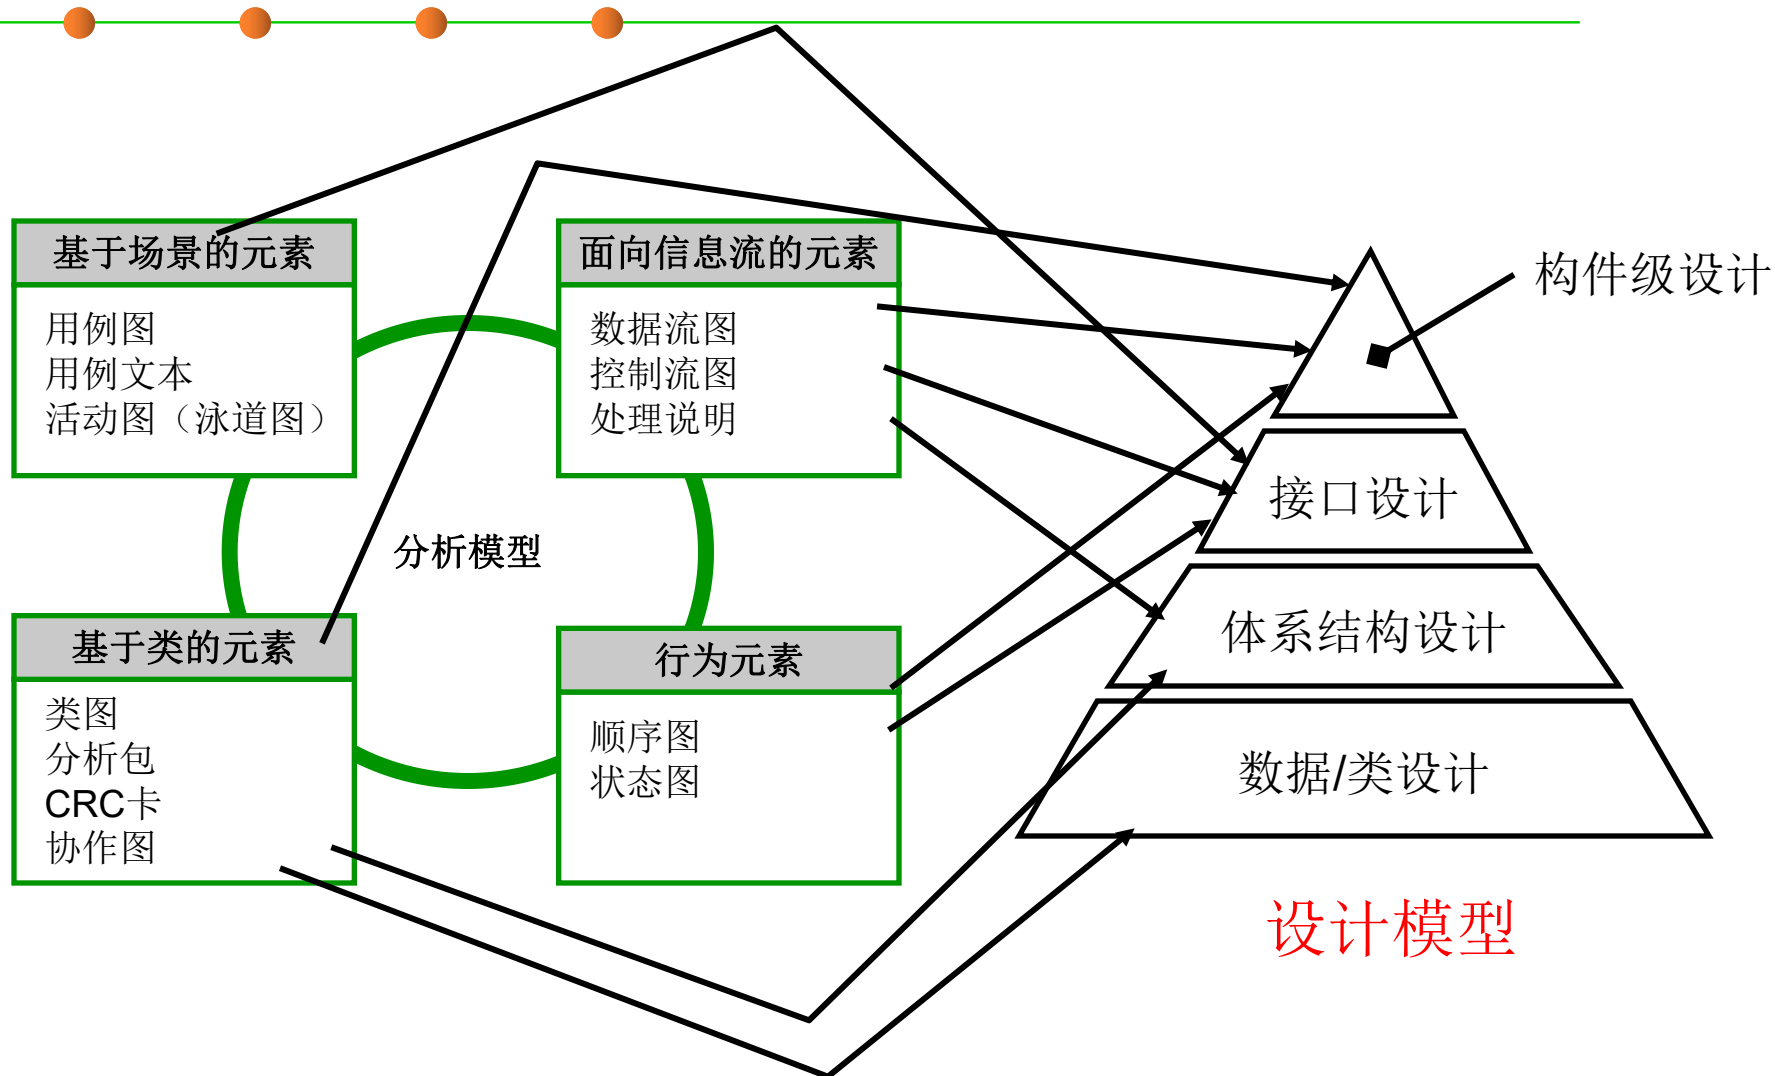 基于场景的元素
用例图
用例文本
活动图（泳道图）
面向信息流的元素
数据流图
控制流图
处理说明
分析模型
基于类的元素
类图
分析包
CRC卡
协作图
行为元素
顺序图
状态图
构件级设计
接口设计
体系结构设计
数据/类设计
设计模型